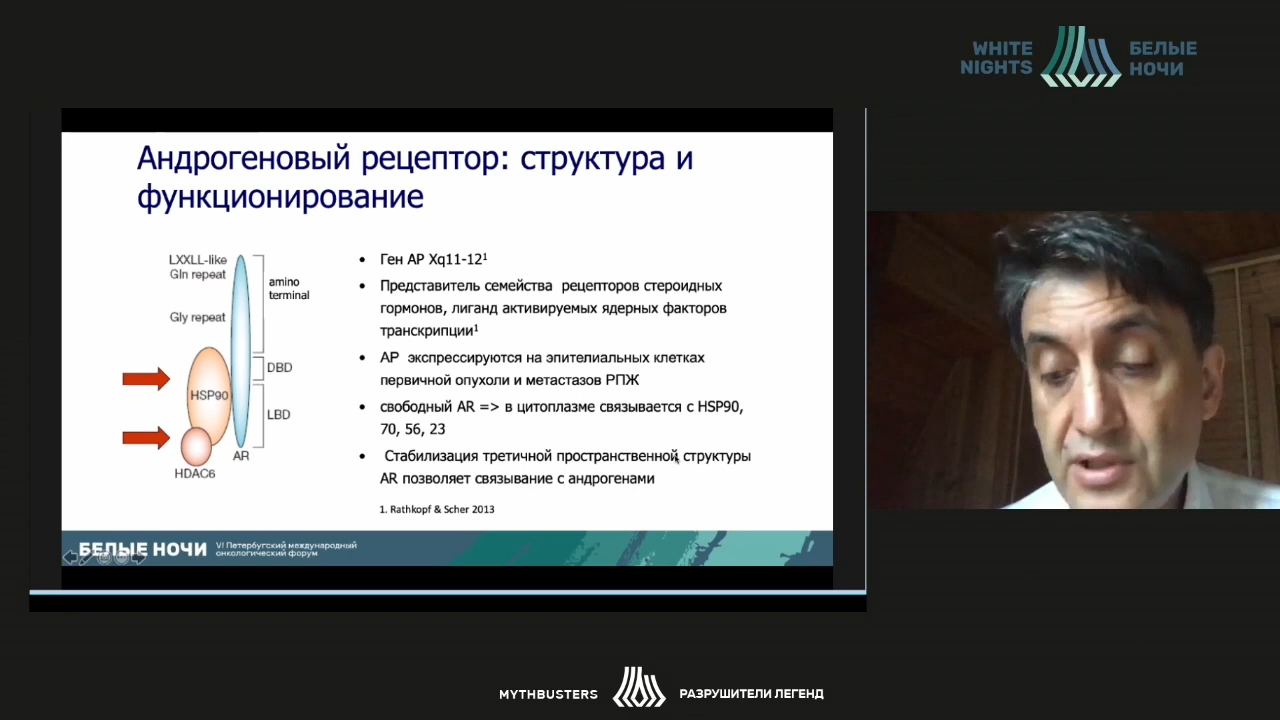 WHITE
NIGHTS
БЕЛЫЕ
НОЧИ
Андрогеновый рецептор: структура и
функционирование
LXXLL-like
Gln repeat
amino
terminal
Gly repeat
DBD
HSP90
LBD
AR
HDAC6
• Ген АР Xq11-12¹
• Представитель семейства рецепторов стероидных
гормонов, лиганд активируемых ядерных факторов
транскрипции¹
• АР экспрессируются на эпителиальных клетках
первичной опухоли и метастазов РПЖ
• свободный AR => в цитоплазме связывается с HSP90,
70, 56, 23
• Стабилизация третичной пространственной структуры
AR позволяет связывание с андрогенами
1. Rathkopf & Scher 2013
БЕЛЫЕ НОЧИ
VI Петербугский международный
онкологический форум
MYTHBUSTERS
РАЗРУШИТЕЛИ ЛЕГЕНД